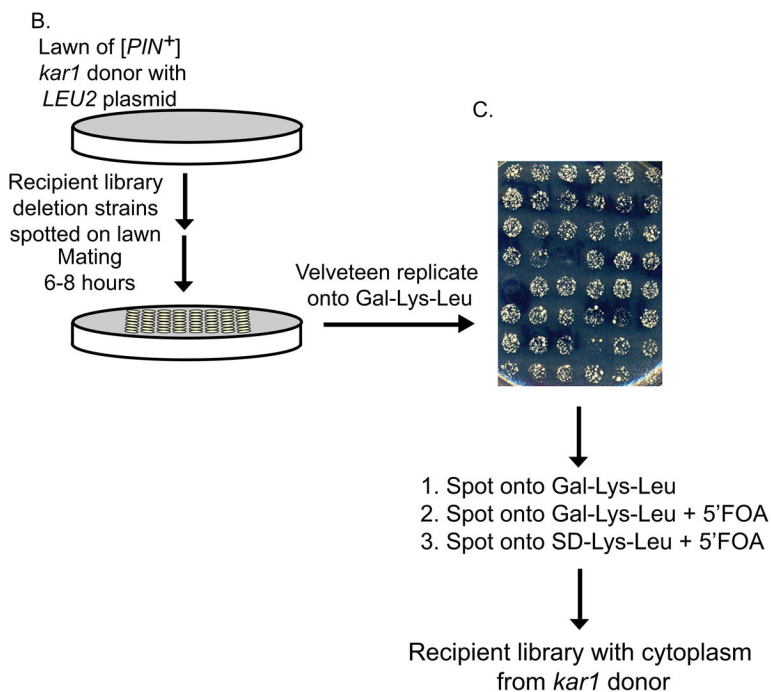 B.
Lawn of [PIN+]
kar1 donor with
LEU2 plasmid
Recipient library
deletion strains
spotted on lawn
Mating
6-8 hours
Velveteen replicate
onto Gal-Lys-Leu
C.
1. Spot onto Gal-Lys-Leu
2. Spot onto Gal-Lys-Leu + 5'FOA
3. Spot onto SD-Lys-Leu + 5'FOA
Recipient library with cytoplasm
from kar1 donor